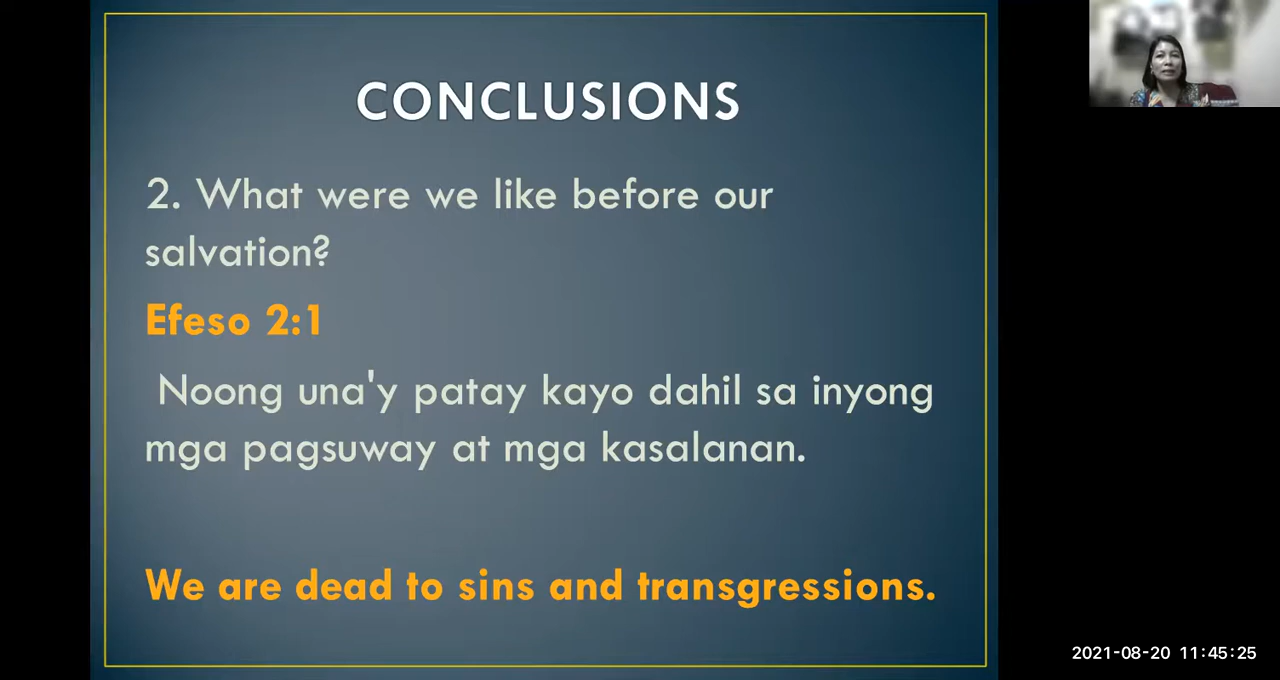 CONCLUSIONS
2. What were we like before our
salvation?
Efeso 2:1
Noong una'y patay kayo dahil sa inyong
mga pagsuway at mga kasalanan.
We are dead to sins and transgressions.
2021-08-20 11:45:25